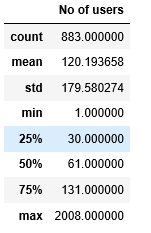 No of users
count 883.000000
mean 120.193658
std 179.580274
min 1.000000
25% 30.000000
50% 61.000000
75% 131.000000
max 2008.000000